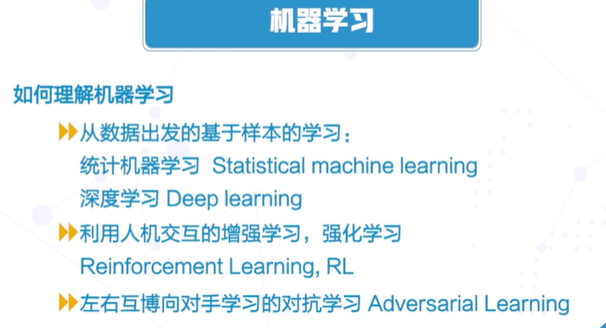 机器学习
如何理解机器学习
从数据出发的基于样本的学习：
统计机器学习 Statistical machine learning
深度学习 Deep learning
利用人机交互的增强学习，强化学习
Reinforcement Learning, RL
左右互博向对手学习的对抗学习 Adversarial Learning